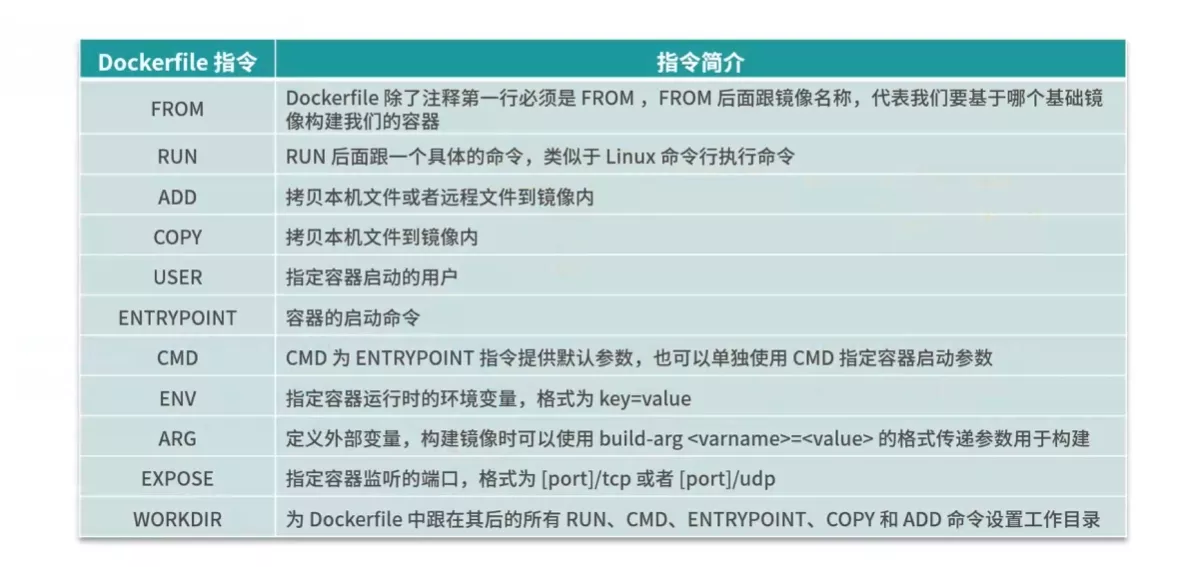 Dockerfile 指令 指令简介
FROM Dockerfile 除了注释第一行必须是 FROM ，FROM 后面跟镜像名称，代表我们要基于哪个基础镜
像构建我们的容器
RUN RUN 后面跟一个具体的命令，类似于 Linux 命令行执行命令
ADD 拷贝本机文件或者远程文件到镜像内
COPY 拷贝本机文件到镜像内
USER 指定容器启动的用户
ENTRYPOINT 容器的启动命令
CMD CMD 为 ENTRYPOINT 指令提供默认参数，也可以单独使用 CMD 指定容器启动参数
ENV 指定容器运行时的环境变量，格式为 key=value
ARG 定义外部变量，构建镜像时可以使用 build-arg <varname>=<value> 的格式传递参数用于构建
EXPOSE 指定容器监听的端口，格式为 [port]/tcp 或者 [port]/udp
WORKDIR 为 Dockerfile 中跟在其后的所有 RUN、CMD、ENTRYPOINT、COPY 和 ADD 命令设置工作目录